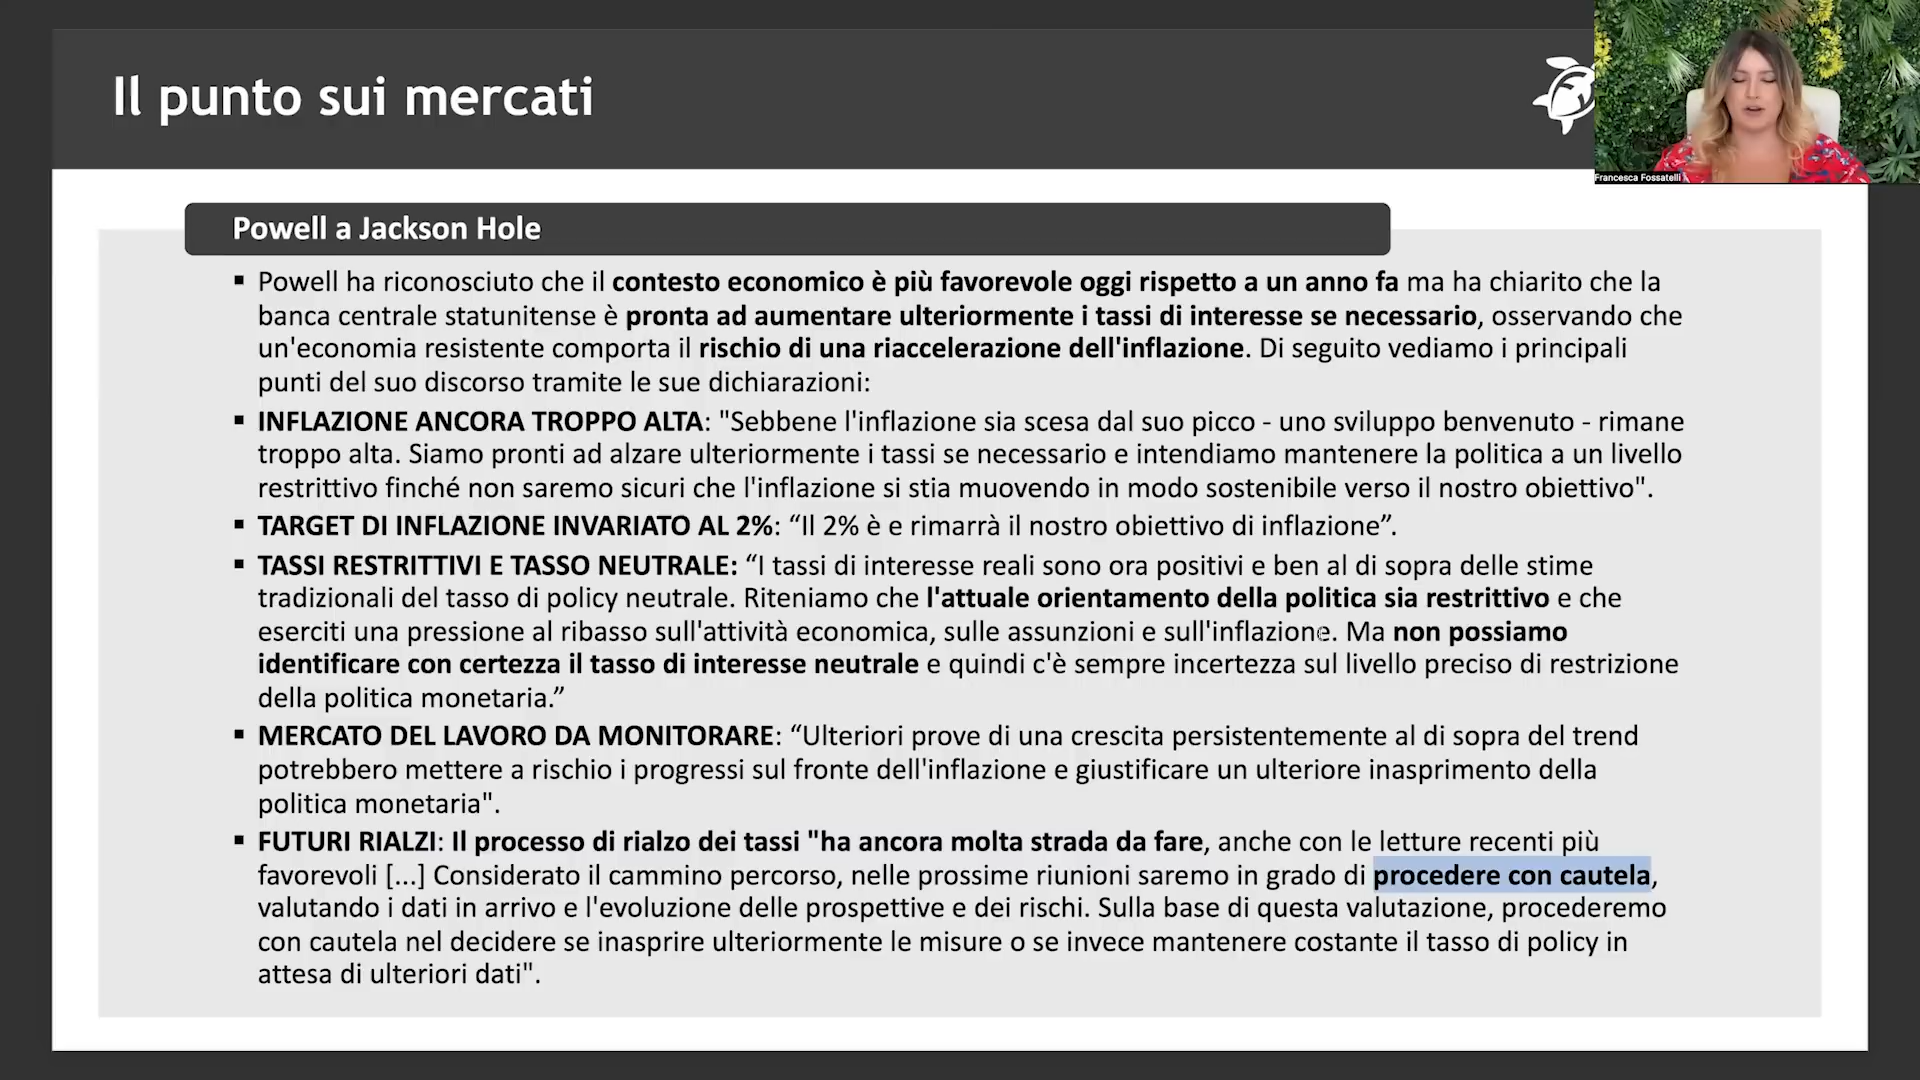 Il punto sui mercati
Francesca Fossatelli
Powell a Jackson Hole
▪ Powell ha riconosciuto che il contesto economico è più favorevole oggi rispetto a un anno fa ma ha chiarito che la
banca centrale statunitense è pronta ad aumentare ulteriormente i tassi di interesse se necessario, osservando che
un'economia resistente comporta il rischio di una riaccelerazione dell'inflazione. Di seguito vediamo i principali
punti del suo discorso tramite le sue dichiarazioni:
▪ INFLAZIONE ANCORA TROPPO ALTA: "Sebbene l'inflazione sia scesa dal suo picco - uno sviluppo benvenuto - rimane
troppo alta. Siamo pronti ad alzare ulteriormente i tassi se necessario e intendiamo mantenere la politica a un livello
restrittivo finché non saremo sicuri che l'inflazione si stia muovendo in modo sostenibile verso il nostro obiettivo".
▪ TARGET DI INFLAZIONE INVARIATO AL 2%: “Il 2% è e rimarrà il nostro obiettivo di inflazione”.
▪ TASSI RESTRITTIVI E TASSO NEUTRALE: “I tassi di interesse reali sono ora positivi e ben al di sopra delle stime
tradizionali del tasso di policy neutrale. Riteniamo che l'attuale orientamento della politica sia restrittivo e che
eserciti una pressione al ribasso sull'attività economica, sulle assunzioni e sull'inflazione. Ma non possiamo
identificare con certezza il tasso di interesse neutrale e quindi c'è sempre incertezza sul livello preciso di restrizione
della politica monetaria.”
▪ MERCATO DEL LAVORO DA MONITORARE: “Ulteriori prove di una crescita persistentemente al di sopra del trend
potrebbero mettere a rischio i progressi sul fronte dell'inflazione e giustificare un ulteriore inasprimento della
politica monetaria".
▪ FUTURI RIALZI: Il processo di rialzo dei tassi "ha ancora molta strada da fare, anche con le letture recenti più
favorevoli [...] Considerato il cammino percorso, nelle prossime riunioni saremo in grado di procedere con cautela,
valutando i dati in arrivo e l'evoluzione delle prospettive e dei rischi. Sulla base di questa valutazione, procederemo
con cautela nel decidere se inasprire ulteriormente le misure o se invece mantenere costante il tasso di policy in
attesa di ulteriori dati".